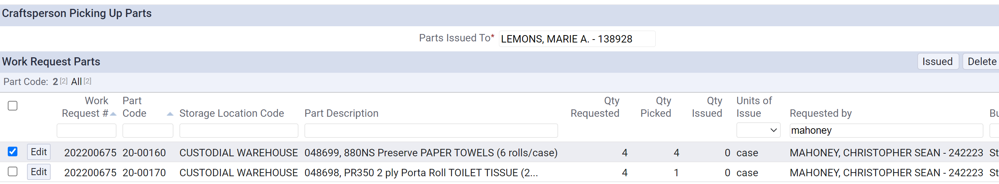 Craftsperson Picking Up Parts
Parts Issued To* LEMONS, MARIE A. - 138928
Work Request Parts Issued Delete
Part Code: 2 [2] All [2]
Work Part Qty Qty Qty Units of
Request # Code Storage Location Code Part Description Requested Picked Issued Issue Requested by Bu
mahoney
Edit 202200675 20-00160 CUSTODIAL WAREHOUSE 048699, 880NS Preserve PAPER TOWELS (6 rolls/case) 4 4 0 case MAHONEY, CHRISTOPHER SEAN - 242223 St
Edit 202200675 20-00170 CUSTODIAL WAREHOUSE 048698, PR350 2 ply Porta Roll TOILET TISSUE (2... 4 1 0 case MAHONEY, CHRISTOPHER SEAN - 242223 St